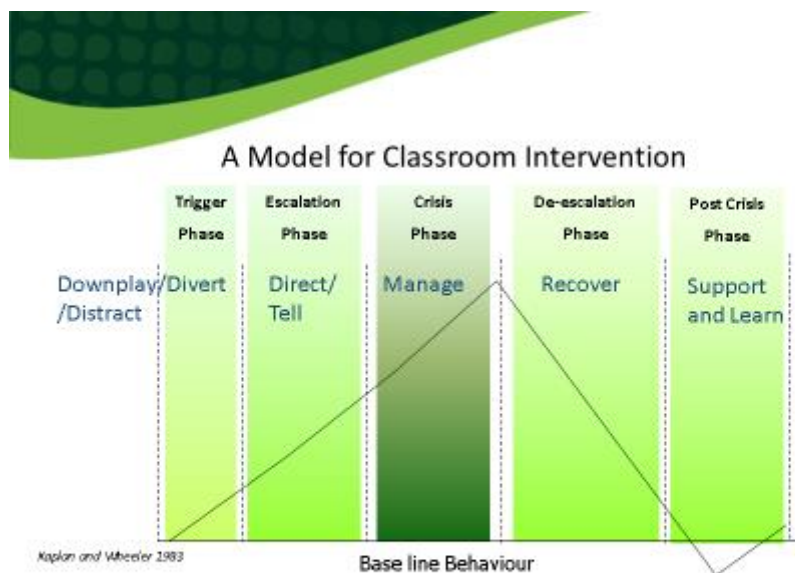 A Model for Classroom Intervention
Trigger
Phase
Escalation
Phase
Crisis
Phase
De-escalation
Phase
Post Crisis
Phase
Downplay/Divert
/Distract
Direct/
Tell
Manage
Recover
Support
and Learn
Kaplan and Wheeler 1983
Base line Behaviour